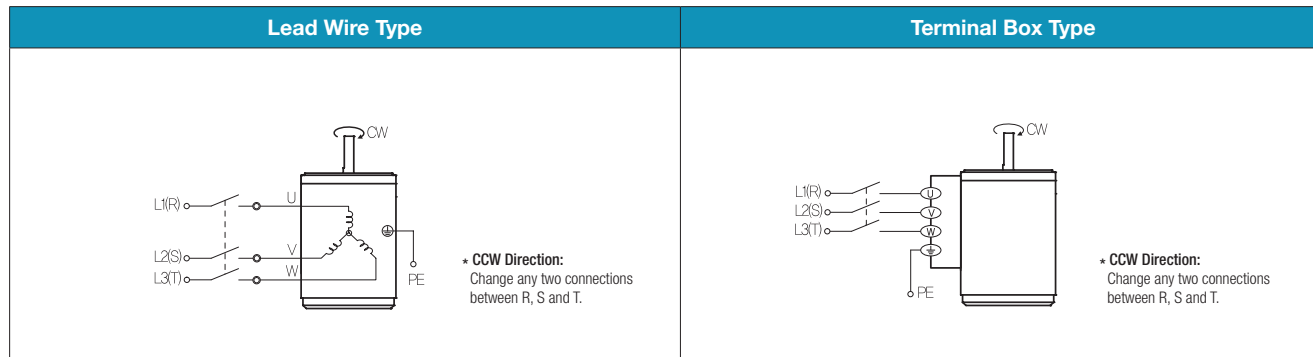 Lead Wire Type
Terminal Box Type
CW
L1(R)
U
L2(S)
V
L3(T)
W
PE
* CCW Direction:
Change any two connections
between R, S and T.
CW
L1(R)
U
L2(S)
V
L3(T)
W
PE
* CCW Direction:
Change any two connections
between R, S and T.